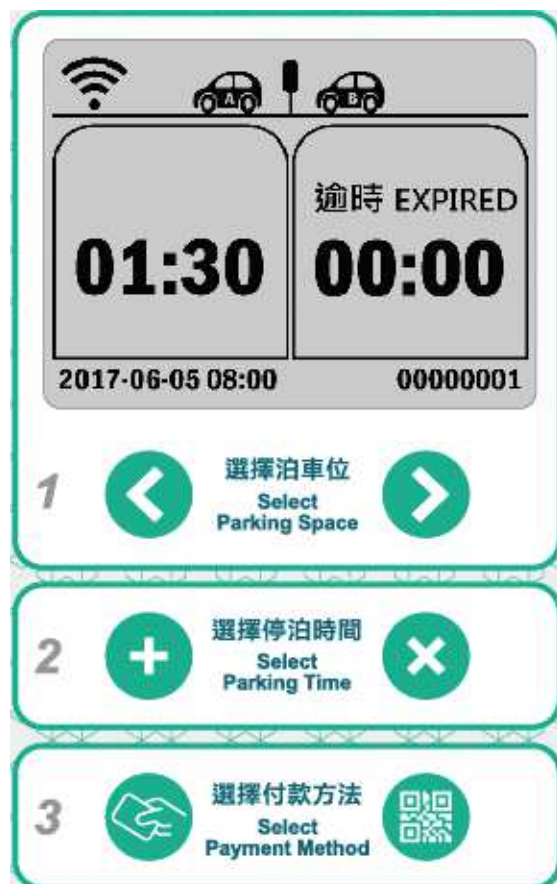 A B
逾時 EXPIRED
01:30 00:00
2017-06-05 08:00 00000001
1
選擇泊車位
Select
Parking Space
2
選擇停泊時間
Select
Parking Time
3
選擇付款方法
Select
Payment Method